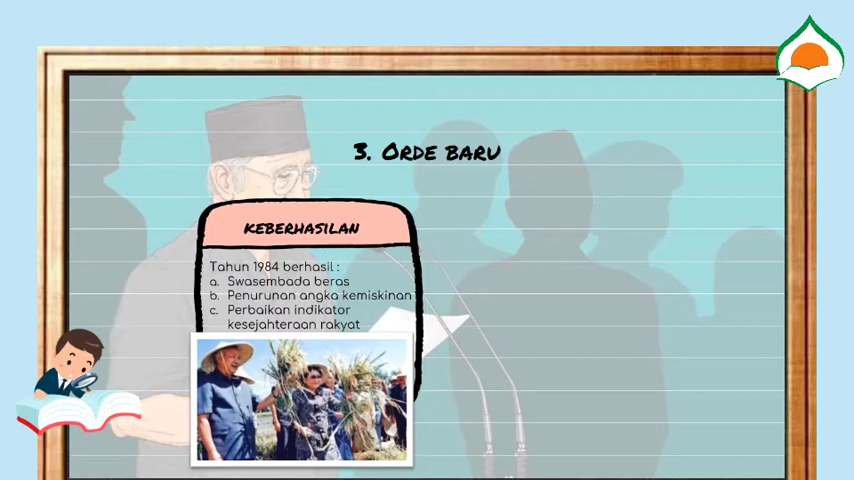 3. ORDE BARU
KEBERHASILAN
Tahun 1984 berhasil :
a. Swasembada beras
b. Penurunan angka kemiskinan
c. Perbaikan indikator
kesejahteraan rakyat